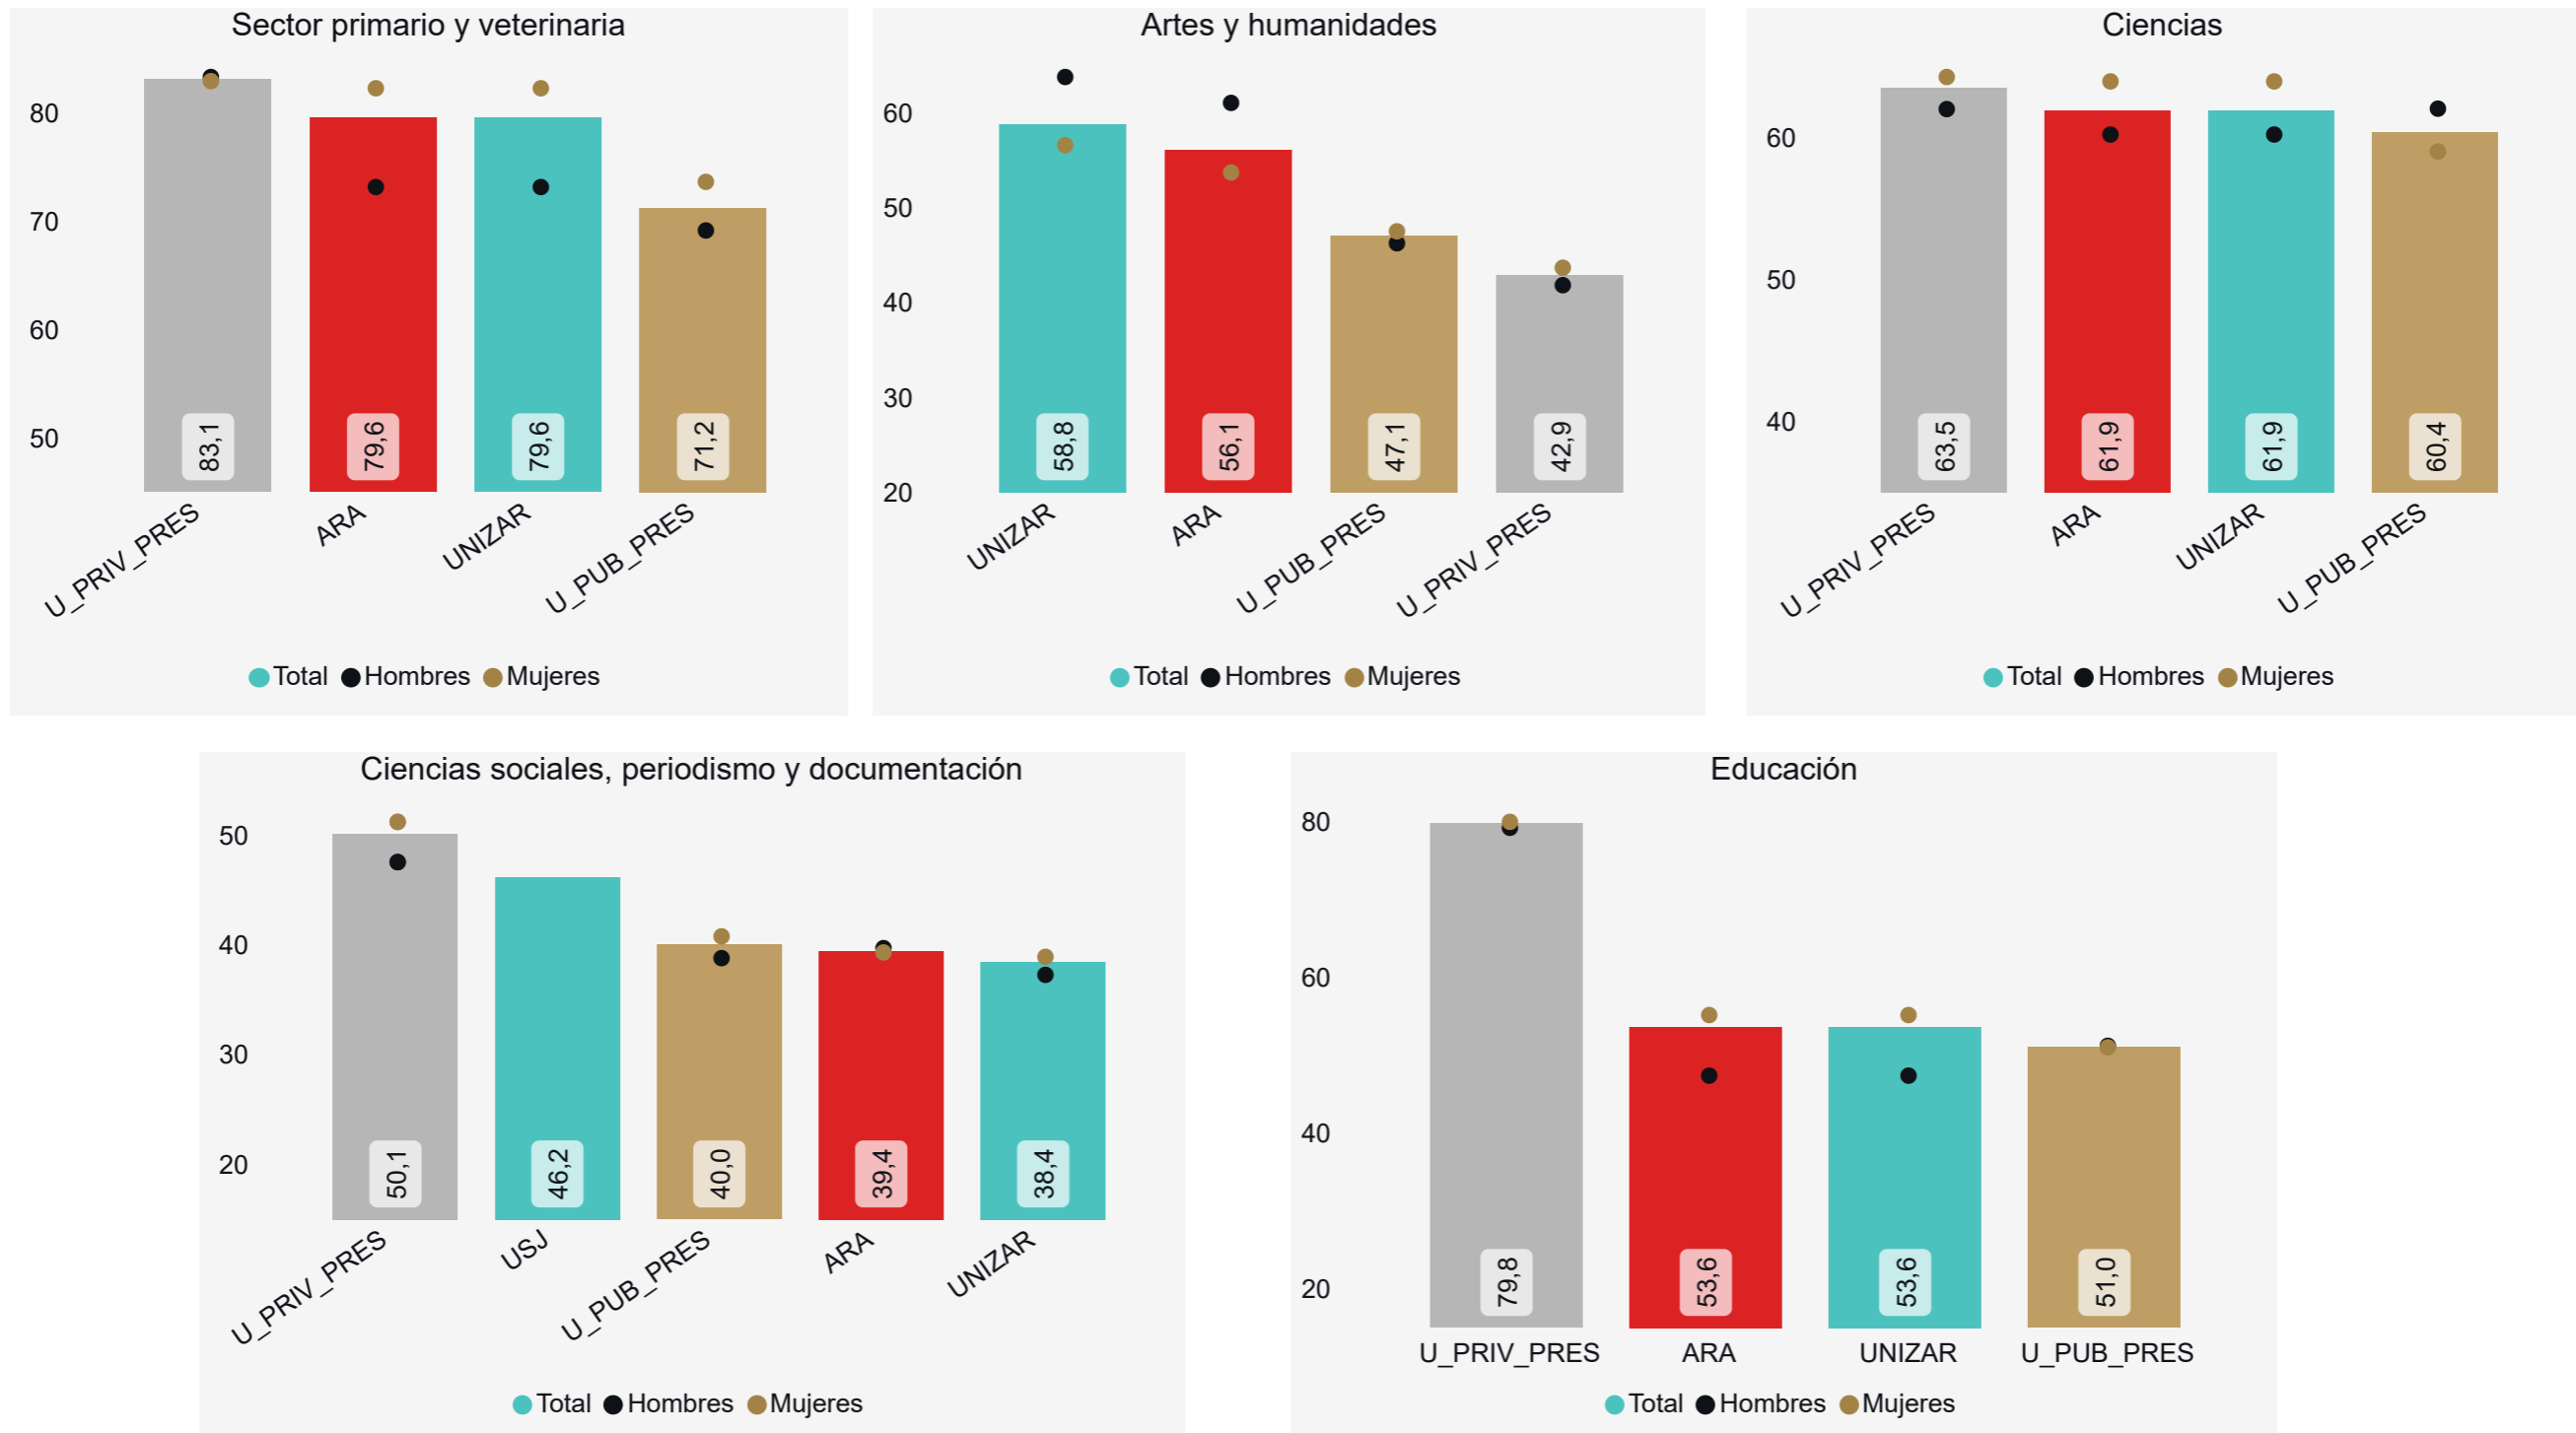 Sector primario y veterinaria
80
70
60
50
83,1
79,6
79,6
71,2
U_PRIV_PRES
ARA
UNIZAR
U_PUB_PRES
Total Hombres Mujeres
Artes y humanidades
60
50
40
30
20
58,8
56,1
47,1
42,9
UNIZAR
ARA
U_PUB_PRES
U_PRIV_PRES
Total Hombres Mujeres
Ciencias
60
50
40
63,5
61,9
61,9
60,4
U_PRIV_PRES
ARA
UNIZAR
U_PUB_PRES
Total Hombres Mujeres
Ciencias sociales, periodismo y documentación
50
40
30
20
50,1
46,2
40,0
39,4
38,4
U_PRIV_PRES
USJ
U_PUB_PRES
ARA
UNIZAR
Total Hombres Mujeres
Educación
80
60
40
20
79,8
53,6
53,6
51,0
U_PRIV_PRES
ARA
UNIZAR
U_PUB_PRES
Total Hombres Mujeres